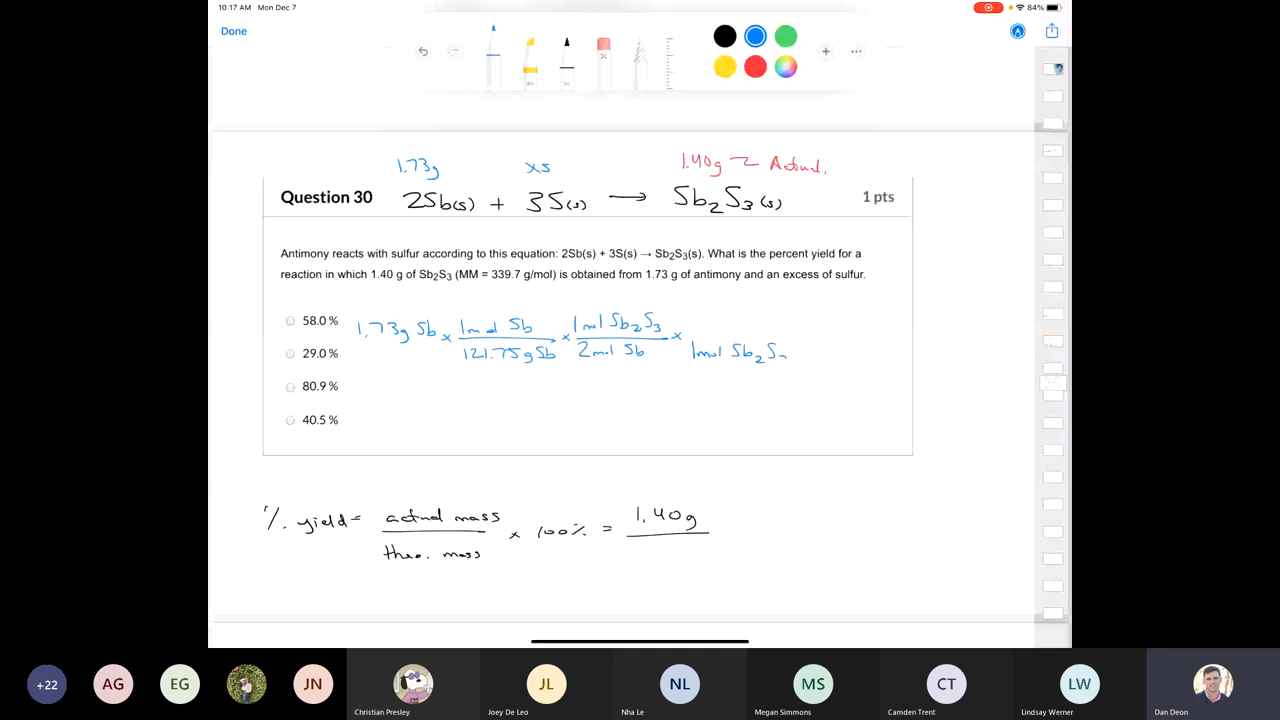 10:17 AM Mon Dec 7
84%
Done
1.73g xs 1.40g ~ Actual.
Question 30 2Sb(s) + 3S(s) → Sb2S3(s) 1 pts
Antimony reacts with sulfur according to this equation: 2Sb(s) + 3S(s) → Sb₂S₃(s). What is the percent yield for a
reaction in which 1.40 g of Sb₂S₃ (MM = 339.7 g/mol) is obtained from 1.73 g of antimony and an excess of sulfur.
58.0 %
29.0 %
80.9 %
40.5 %
1.73g Sb × 1mol Sb × 1mol Sb2S3 ×
121.75g Sb 2mol Sb 1mol Sb2S
% yield = actual mass × 100% = 1.40g
theo. mass
+22 AG EG JN JL NL MS CT LW
Christian Presley Joey De Leo Nha Le Megan Simmons Camden Trent Lindsay Werner Dan Deon